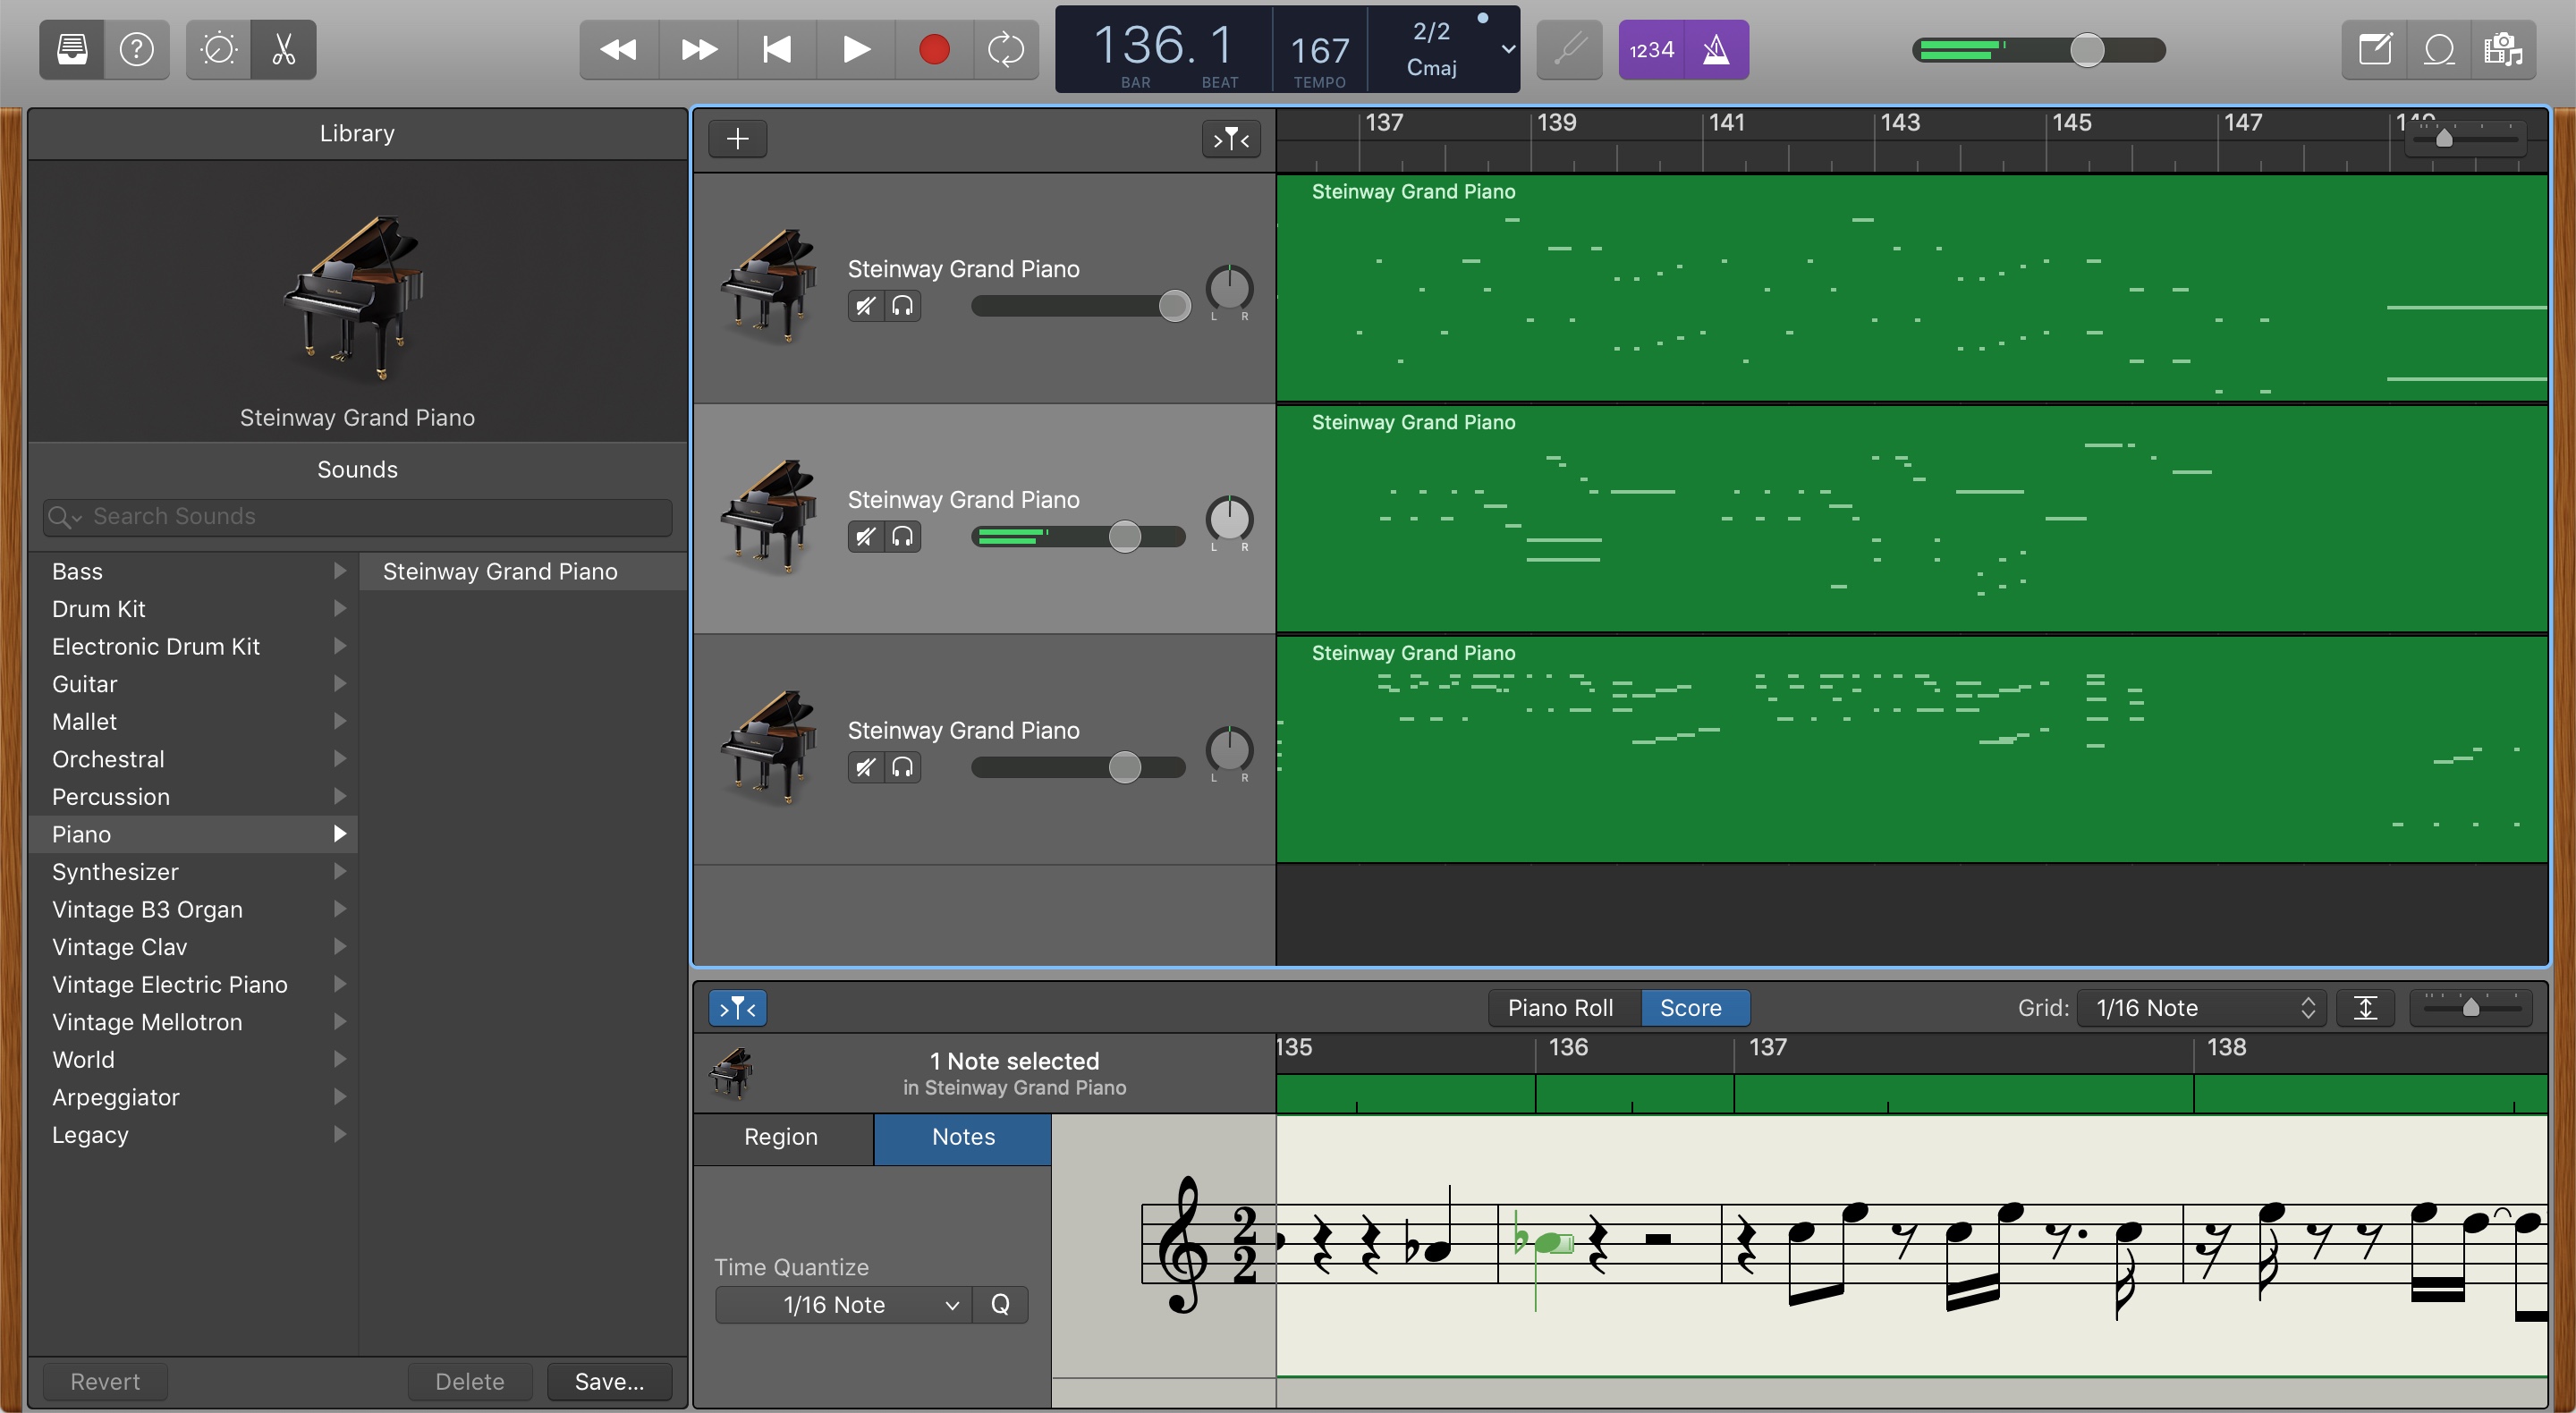 136. 1
BAR
BEAT
167
TEMPO
2/2
Cmaj
1234
Library
Steinway Grand Piano
Sounds
Search Sounds
Bass
Drum Kit
Electronic Drum Kit
Guitar
Mallet
Orchestral
Percussion
Piano
Synthesizer
Vintage B3 Organ
Vintage Clav
Vintage Electric Piano
Vintage Mellotron
World
Arpeggiator
Legacy
Steinway Grand Piano
Revert
Delete
Save...
137
139
141
143
145
147
Steinway Grand Piano
L R
Steinway Grand Piano
Steinway Grand Piano
L R
Steinway Grand Piano
Steinway Grand Piano
L R
Steinway Grand Piano
Piano Roll
Score
Grid:
1/16 Note
1 Note selected
in Steinway Grand Piano
135
136
137
138
Region
Notes
Time Quantize
1/16 Note
Q
2
2